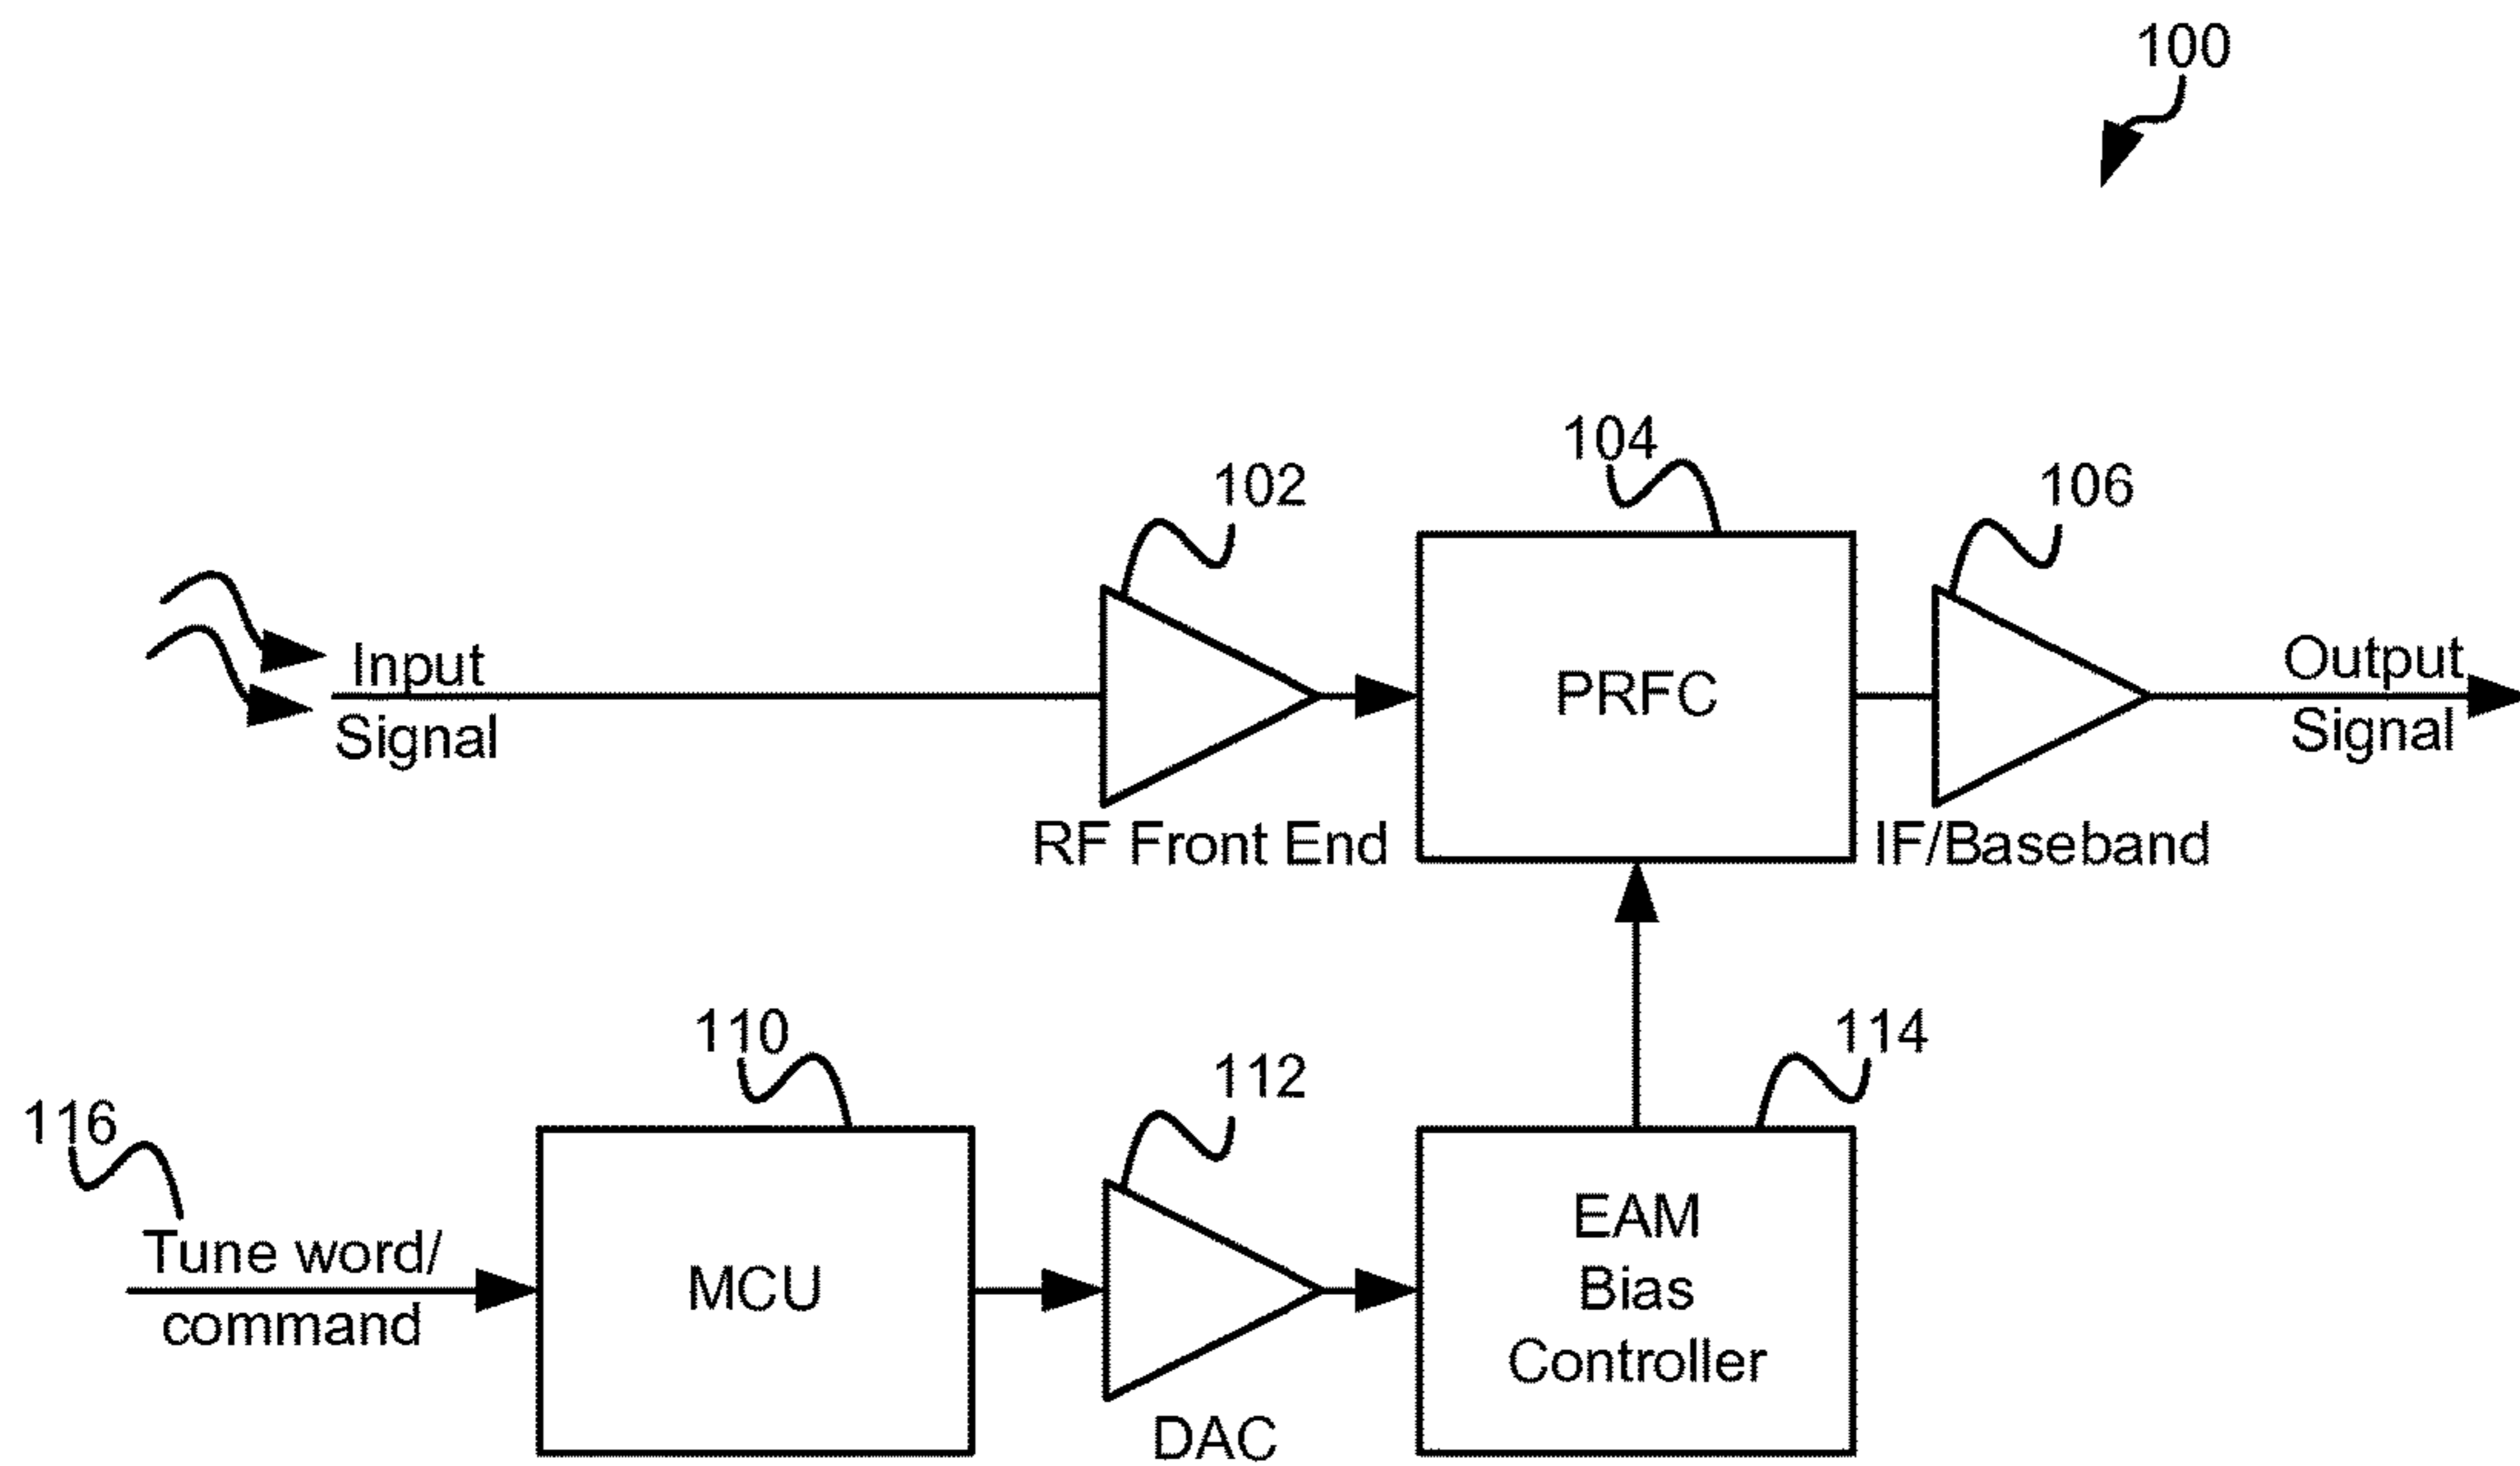 100
104
102
106
Input
Signal
PRFC
Output
Signal
RF Front End
IF/Baseband
110
112
114
116
Tune word/
command
MCU
EAM
Bias
Controller
DAC